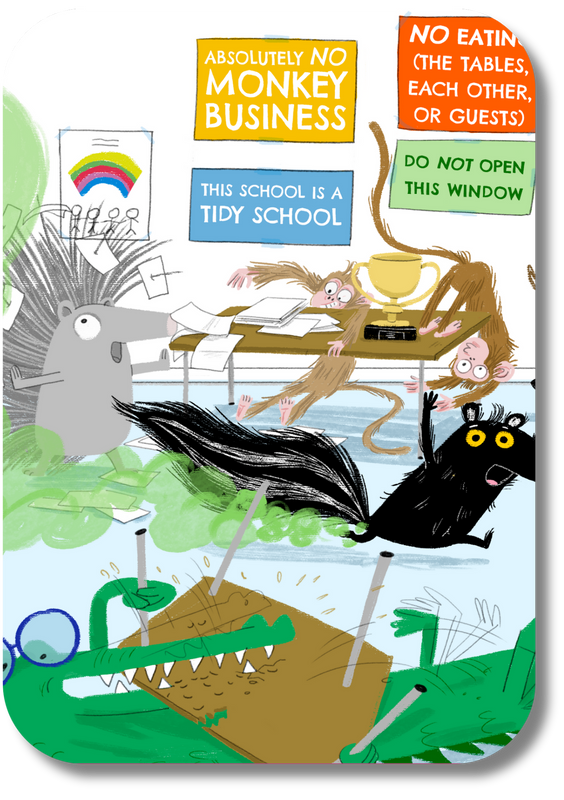 ABSOLUTELY NO
MONKEY
BUSINESS
NO EATING
(THE TABLES,
EACH OTHER,
OR GUESTS)
THIS SCHOOL IS A
TIDY SCHOOL
DO NOT OPEN
THIS WINDOW